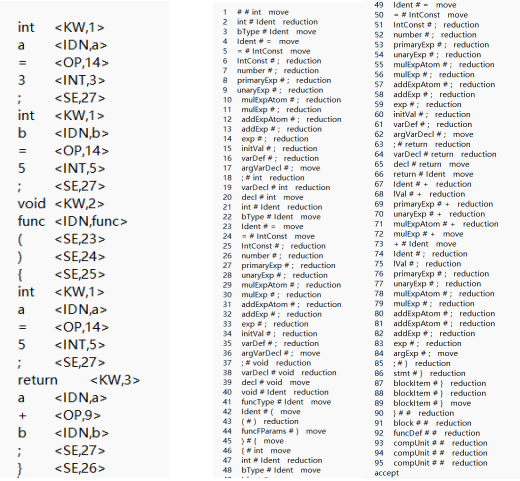 int <KW,1>
a <IDN,a>
= <OP,14>
3 <INT,3>
; <SE,27>
int <KW,1>
b <IDN,b>
= <OP,14>
5 <INT,5>
; <SE,27>
void <KW,2>
func <IDN,func>
( <SE,23>
) <SE,24>
{ <SE,25>
int <KW,1>
a <IDN,a>
= <OP,14>
5 <INT,5>
; <SE,27>
return <KW,3>
a <IDN,a>
+ <OP,9>
b <IDN,b>
; <SE,27>
} <SE,26>
1 # # int move
2 int # Ident reduction
3 bType # Ident move
4 Ident # = move
5 = # IntConst move
6 IntConst # ; reduction
7 number # ; reduction
8 primaryExp # ; reduction
9 unaryExp # ; reduction
10 mulExpAtom # ; reduction
11 mulExp # ; reduction
12 addExpAtom # ; reduction
13 addExp # ; reduction
14 exp # ; reduction
15 initVal # ; reduction
16 varDef # ; reduction
17 argVarDecl # ; move
18 ; # int reduction
19 varDecl # int reduction
20 decl # int move
21 int # Ident reduction
22 bType # Ident move
23 Ident # = move
24 = # IntConst move
25 IntConst # ; reduction
26 number # ; reduction
27 primaryExp # ; reduction
28 unaryExp # ; reduction
29 mulExpAtom # ; reduction
30 mulExp # ; reduction
31 addExpAtom # ; reduction
32 addExp # ; reduction
33 exp # ; reduction
34 initVal # ; reduction
35 varDef # ; reduction
36 argVarDecl # ; move
37 ; # void reduction
38 varDecl # void reduction
39 decl # void move
40 void # Ident reduction
41 funcType # Ident move
42 Ident # ( move
43 ( # ) reduction
44 funcFParams # ) move
45 ) # { move
46 { # int move
47 int # Ident reduction
48 bType # Ident move
49 Ident # = move
50 = # IntConst move
51 IntConst # ; reduction
52 number # ; reduction
53 primaryExp # ; reduction
54 unaryExp # ; reduction
55 mulExpAtom # ; reduction
56 mulExp # ; reduction
57 addExpAtom # ; reduction
58 addExp # ; reduction
59 exp # ; reduction
60 initVal # ; reduction
61 varDef # ; reduction
62 argVarDecl # ; move
63 ; # return reduction
64 varDecl # return reduction
65 decl # return move
66 return # Ident move
67 Ident # + reduction
68 lVal # + reduction
69 primaryExp # + reduction
70 unaryExp # + reduction
71 mulExpAtom # + reduction
72 mulExp # + move
73 + # Ident move
74 Ident # ; reduction
75 lVal # ; reduction
76 primaryExp # ; reduction
77 unaryExp # ; reduction
78 mulExpAtom # ; reduction
79 mulExp # ; reduction
80 addExpAtom # ; reduction
81 addExpAtom # ; reduction
82 addExp # ; reduction
83 exp # ; reduction
84 argExp # ; move
85 ; # } reduction
86 stmt # } reduction
87 blockItem # } reduction
88 blockItem # } reduction
89 blockItem # } move
90 } # # reduction
91 block # # reduction
92 funcDef # # reduction
93 compUnit # # reduction
94 compUnit # # reduction
95 compUnit # # reduction
accept